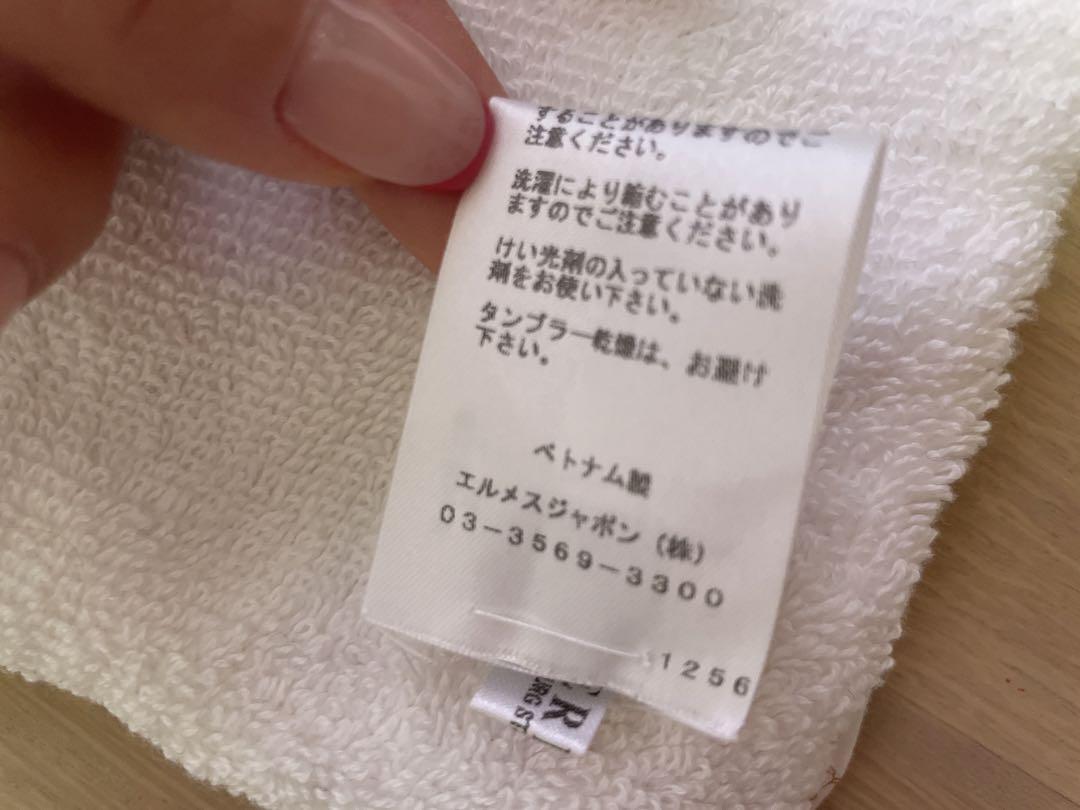 することがありますのでご
注意ください。
洗濯により縮むことがあり
ますのでご注意ください。
けい光剤の入っていない洗
剤をお使い下さい。
タンブラー乾燥は、お避け
下さい。
ベトナム製
エルメスジャポン（株）
03-3569-3300
1256
ER
URG ST